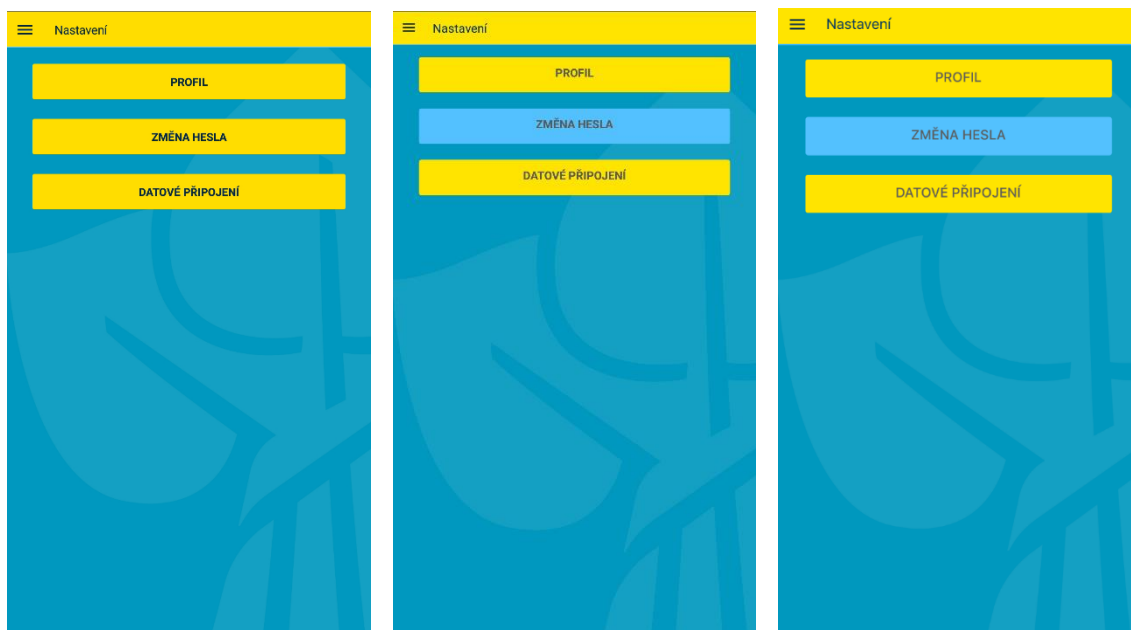 Nastavení
PROFIL
ZMĚNA HESLA
DATOVÉ PŘIPOJENÍ
Nastavení
PROFIL
ZMĚNA HESLA
DATOVÉ PŘIPOJENÍ
Nastavení
PROFIL
ZMĚNA HESLA
DATOVÉ PŘIPOJENÍ